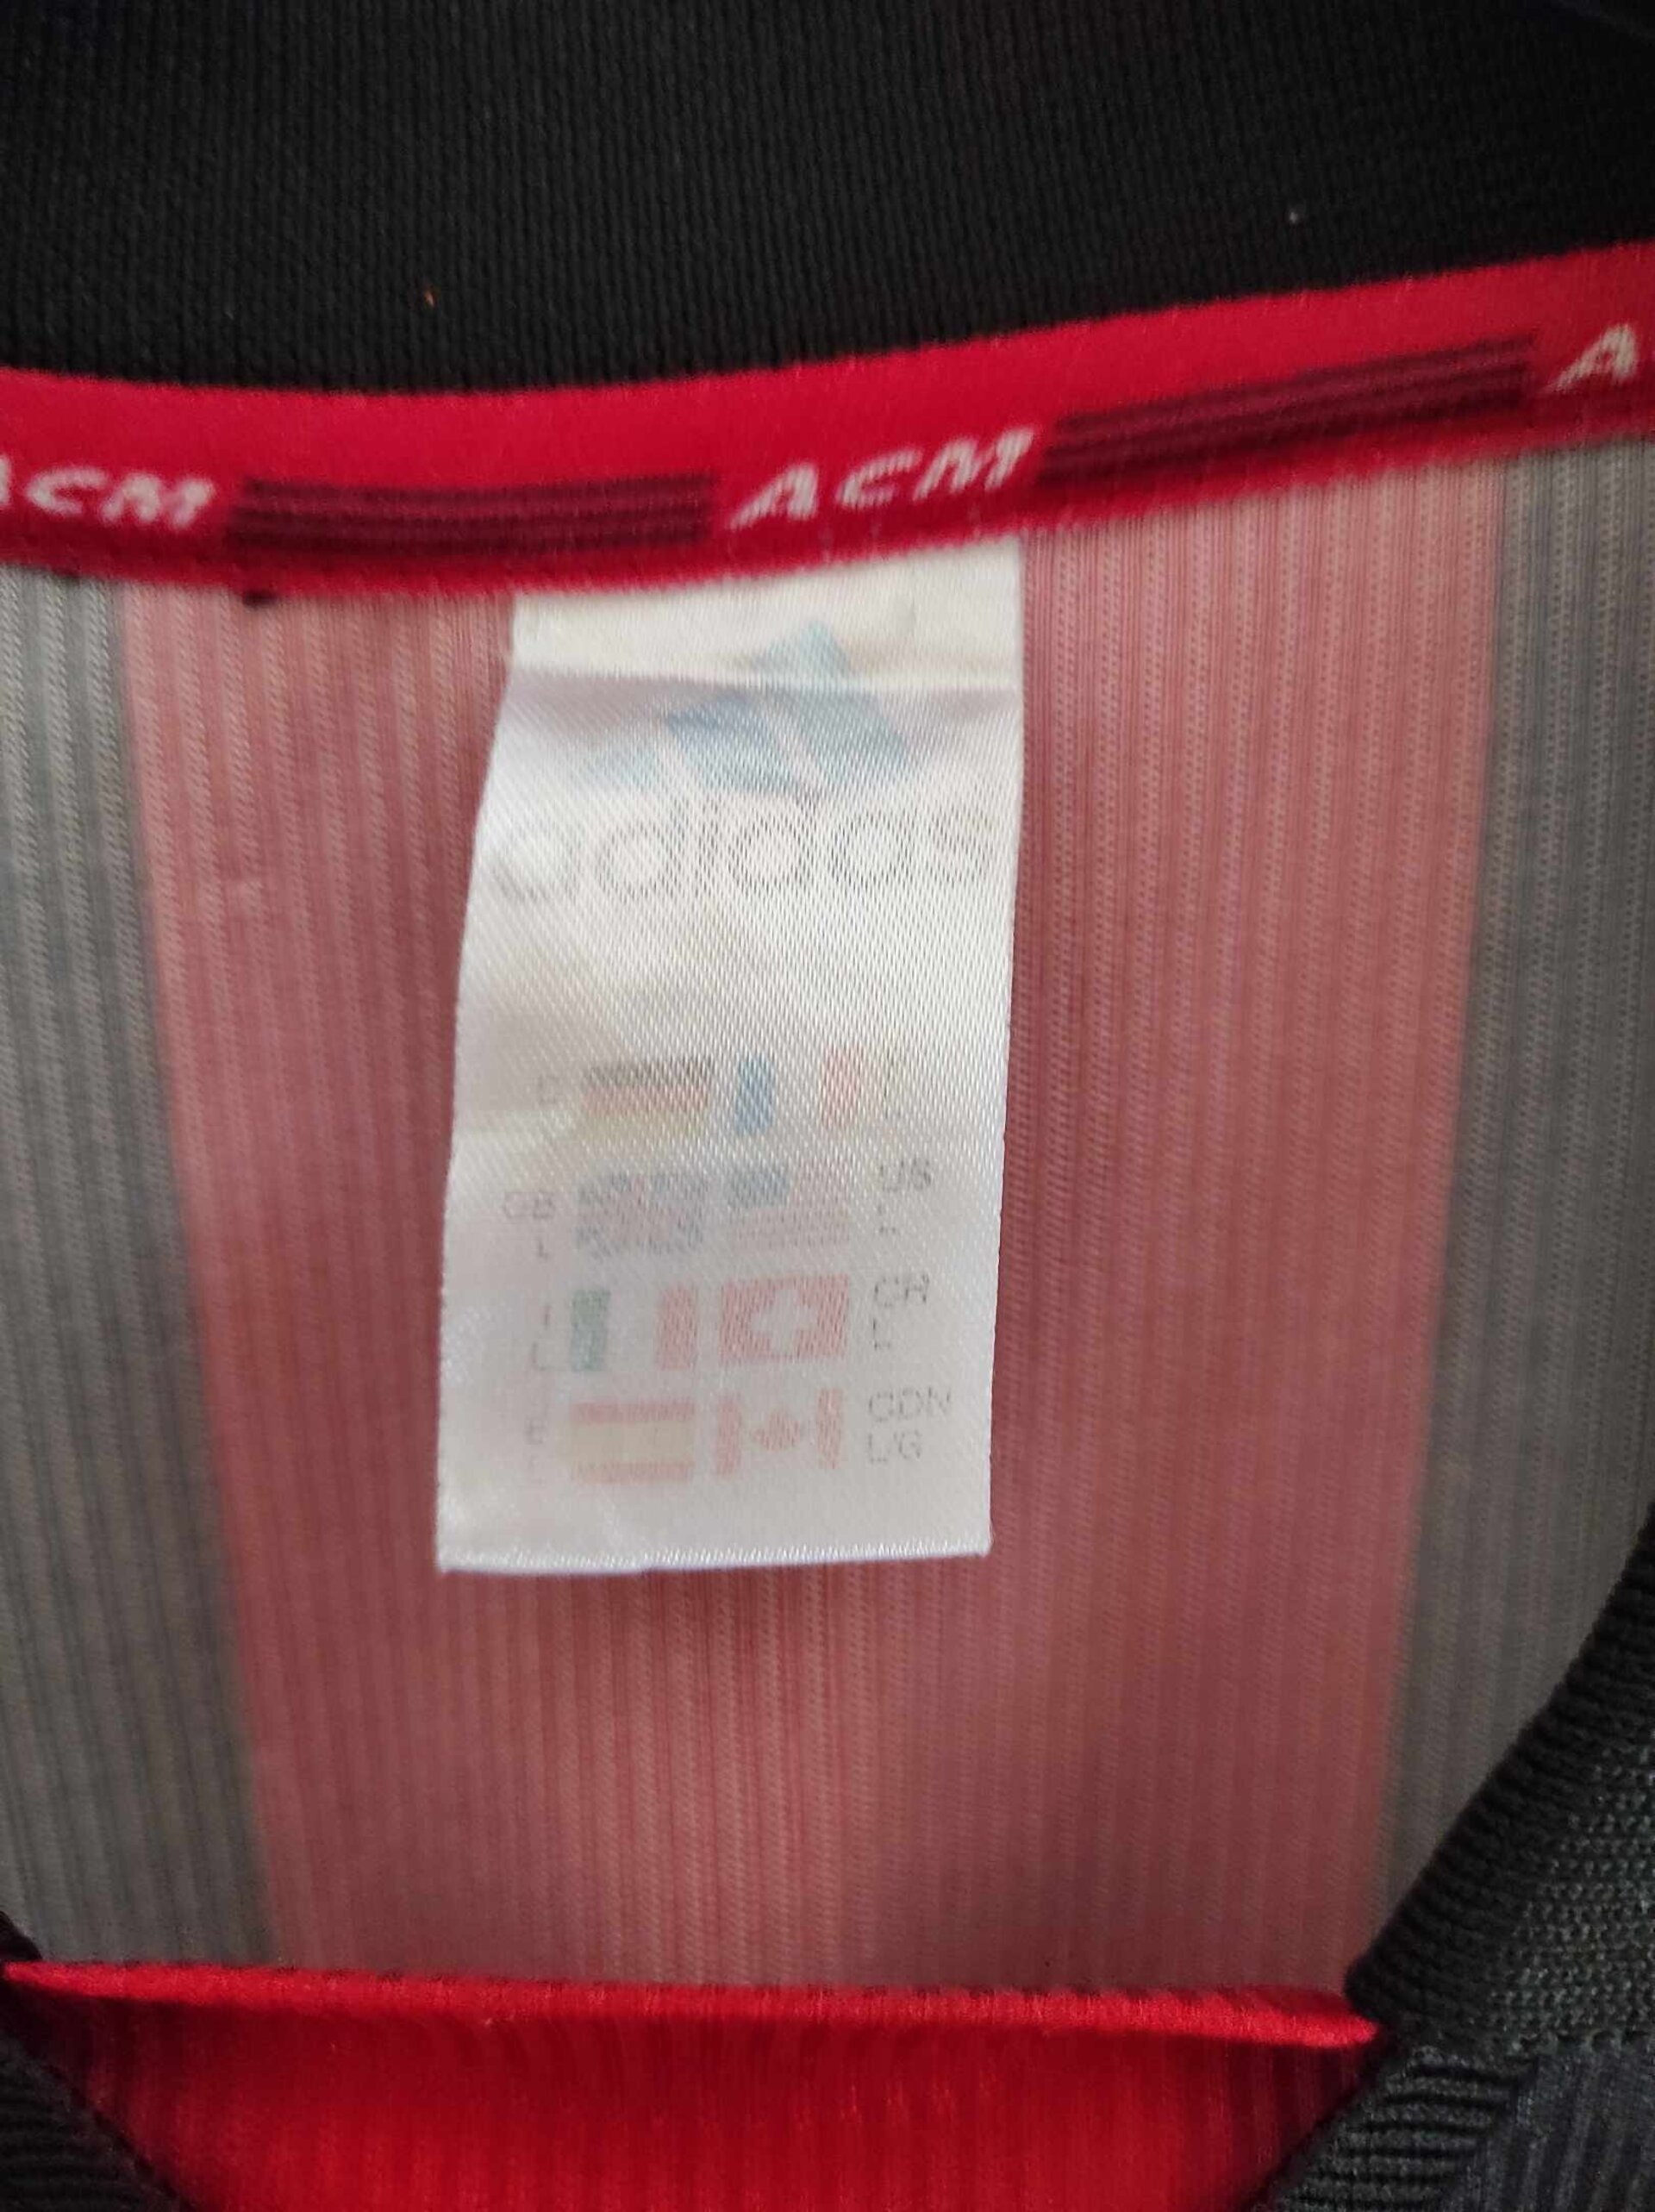 ACM ACM A
adidas
GB US
L L
I CH
L L
E CDN
L L/G